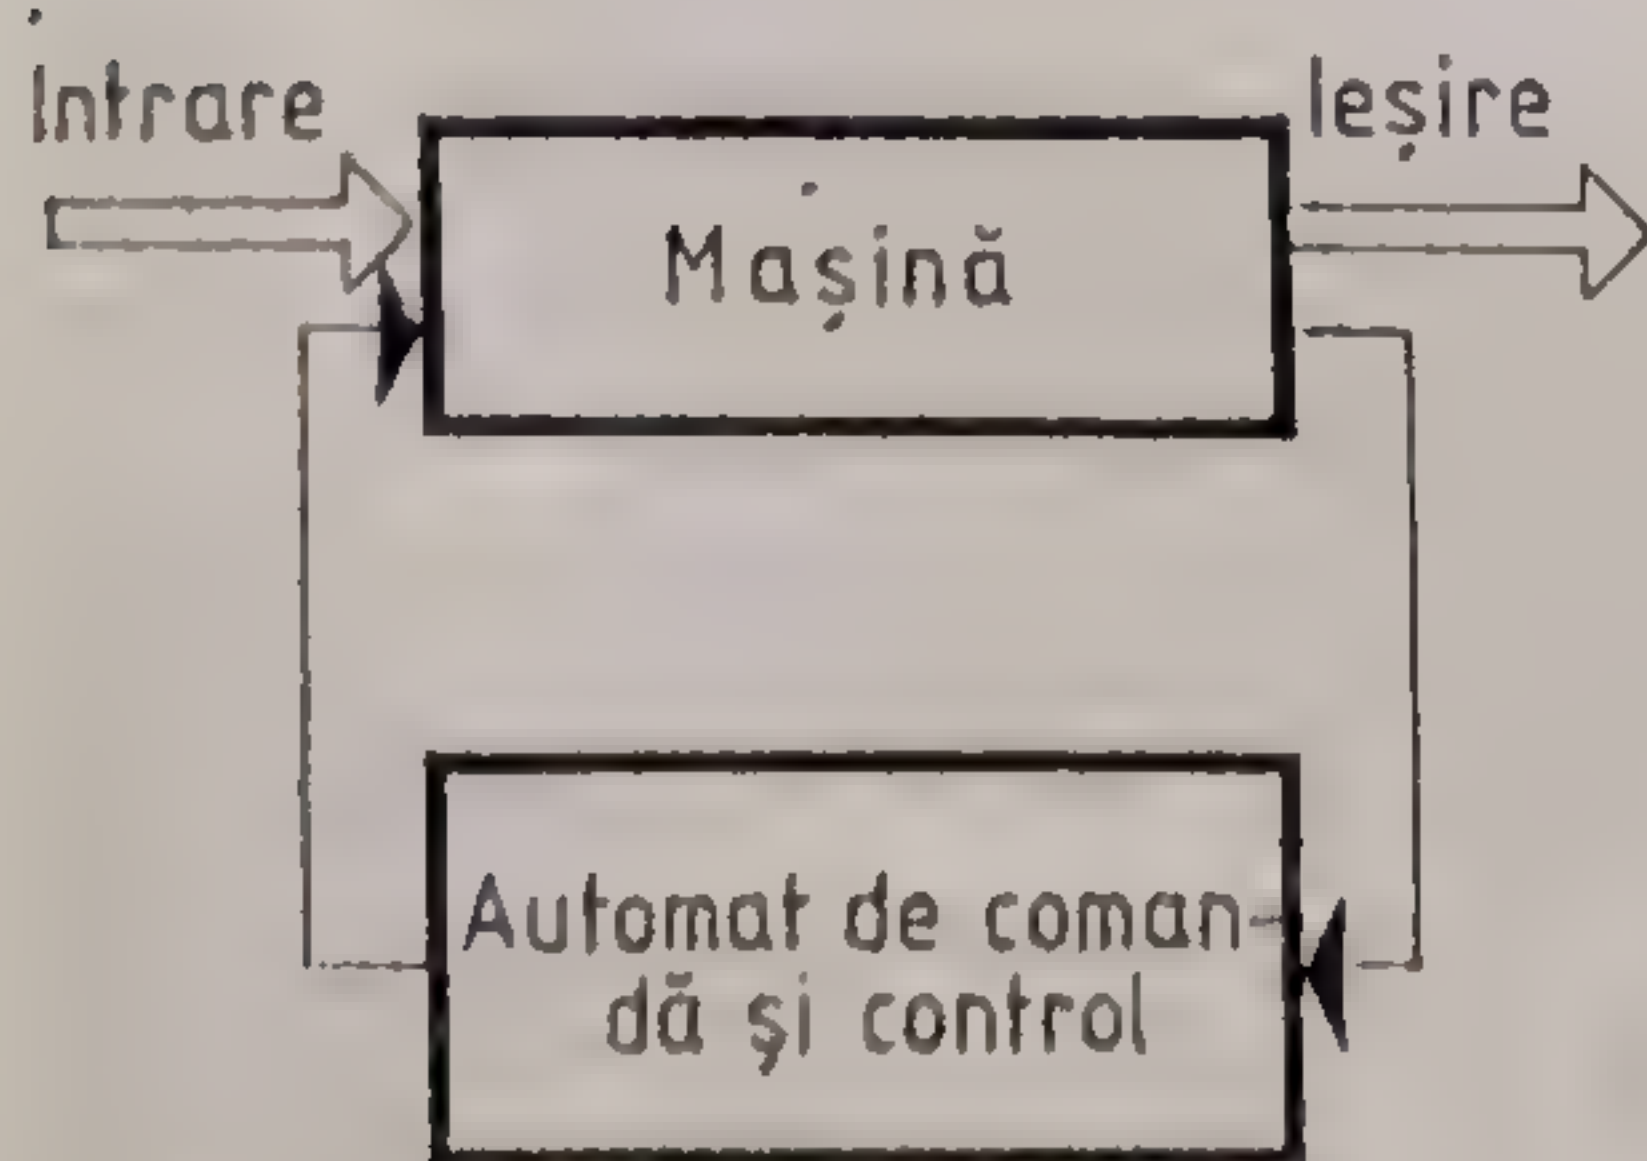 Intrare
Ieșire
Mașină
Automat de coman-
dă și control